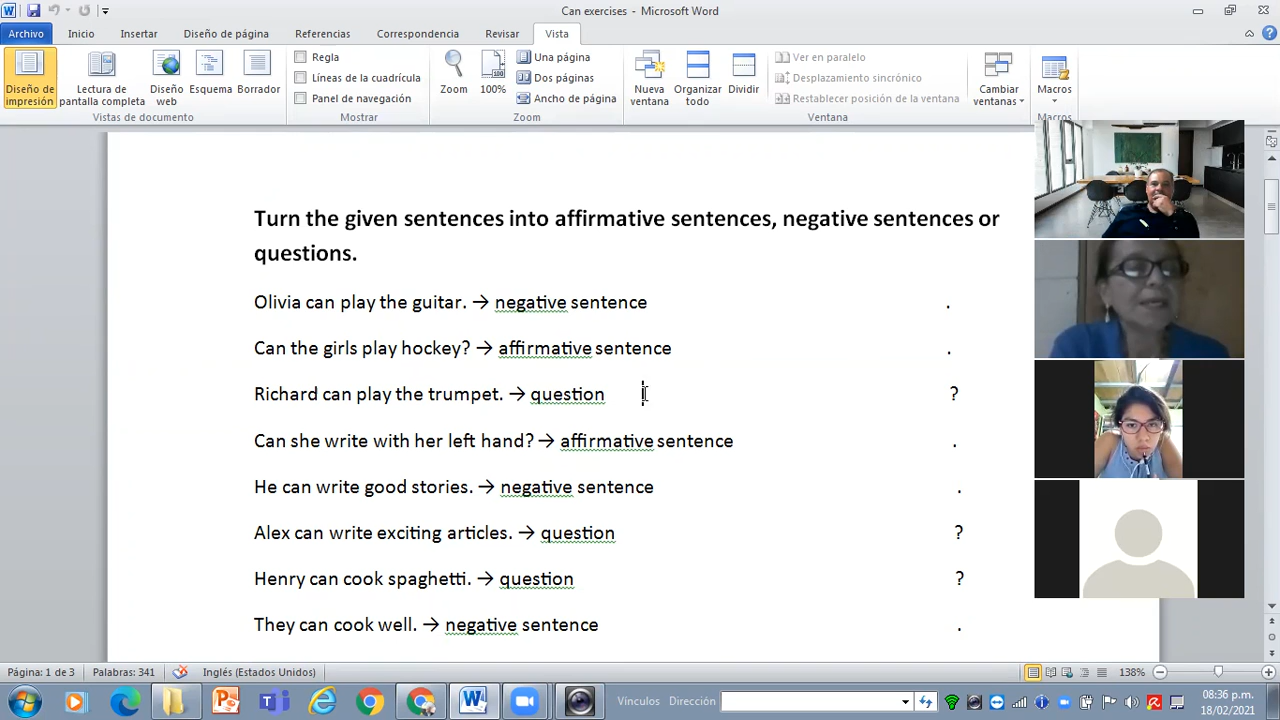 Can exercises - Microsoft Word
Archivo Inicio Insertar Diseño de página Referencias Correspondencia Revisar Vista
Regla
Líneas de la cuadrícula
Panel de navegación
Una página
Dos páginas
Ancho de página
Ver en paralelo
Desplazamiento sincrónico
Restablecer posición de la ventana
Diseño de impresión
Lectura de pantalla completa
Diseño web
Esquema
Borrador
Zoom
100%
Nueva ventana
Organizar todo
Dividir
Cambiar ventanas
Macros
Vistas de documento Mostrar Zoom Ventana Macros
Turn the given sentences into affirmative sentences, negative sentences or
questions.
Olivia can play the guitar. → negative sentence .
Can the girls play hockey? → affirmative sentence .
Richard can play the trumpet. → question ?
Can she write with her left hand? → affirmative sentence .
He can write good stories. → negative sentence .
Alex can write exciting articles. → question ?
Henry can cook spaghetti. → question ?
They can cook well. → negative sentence .
Página: 1 de 3 Palabras: 341 Inglés (Estados Unidos) 138%
Vínculos Dirección
08:36 p.m.
18/02/2021